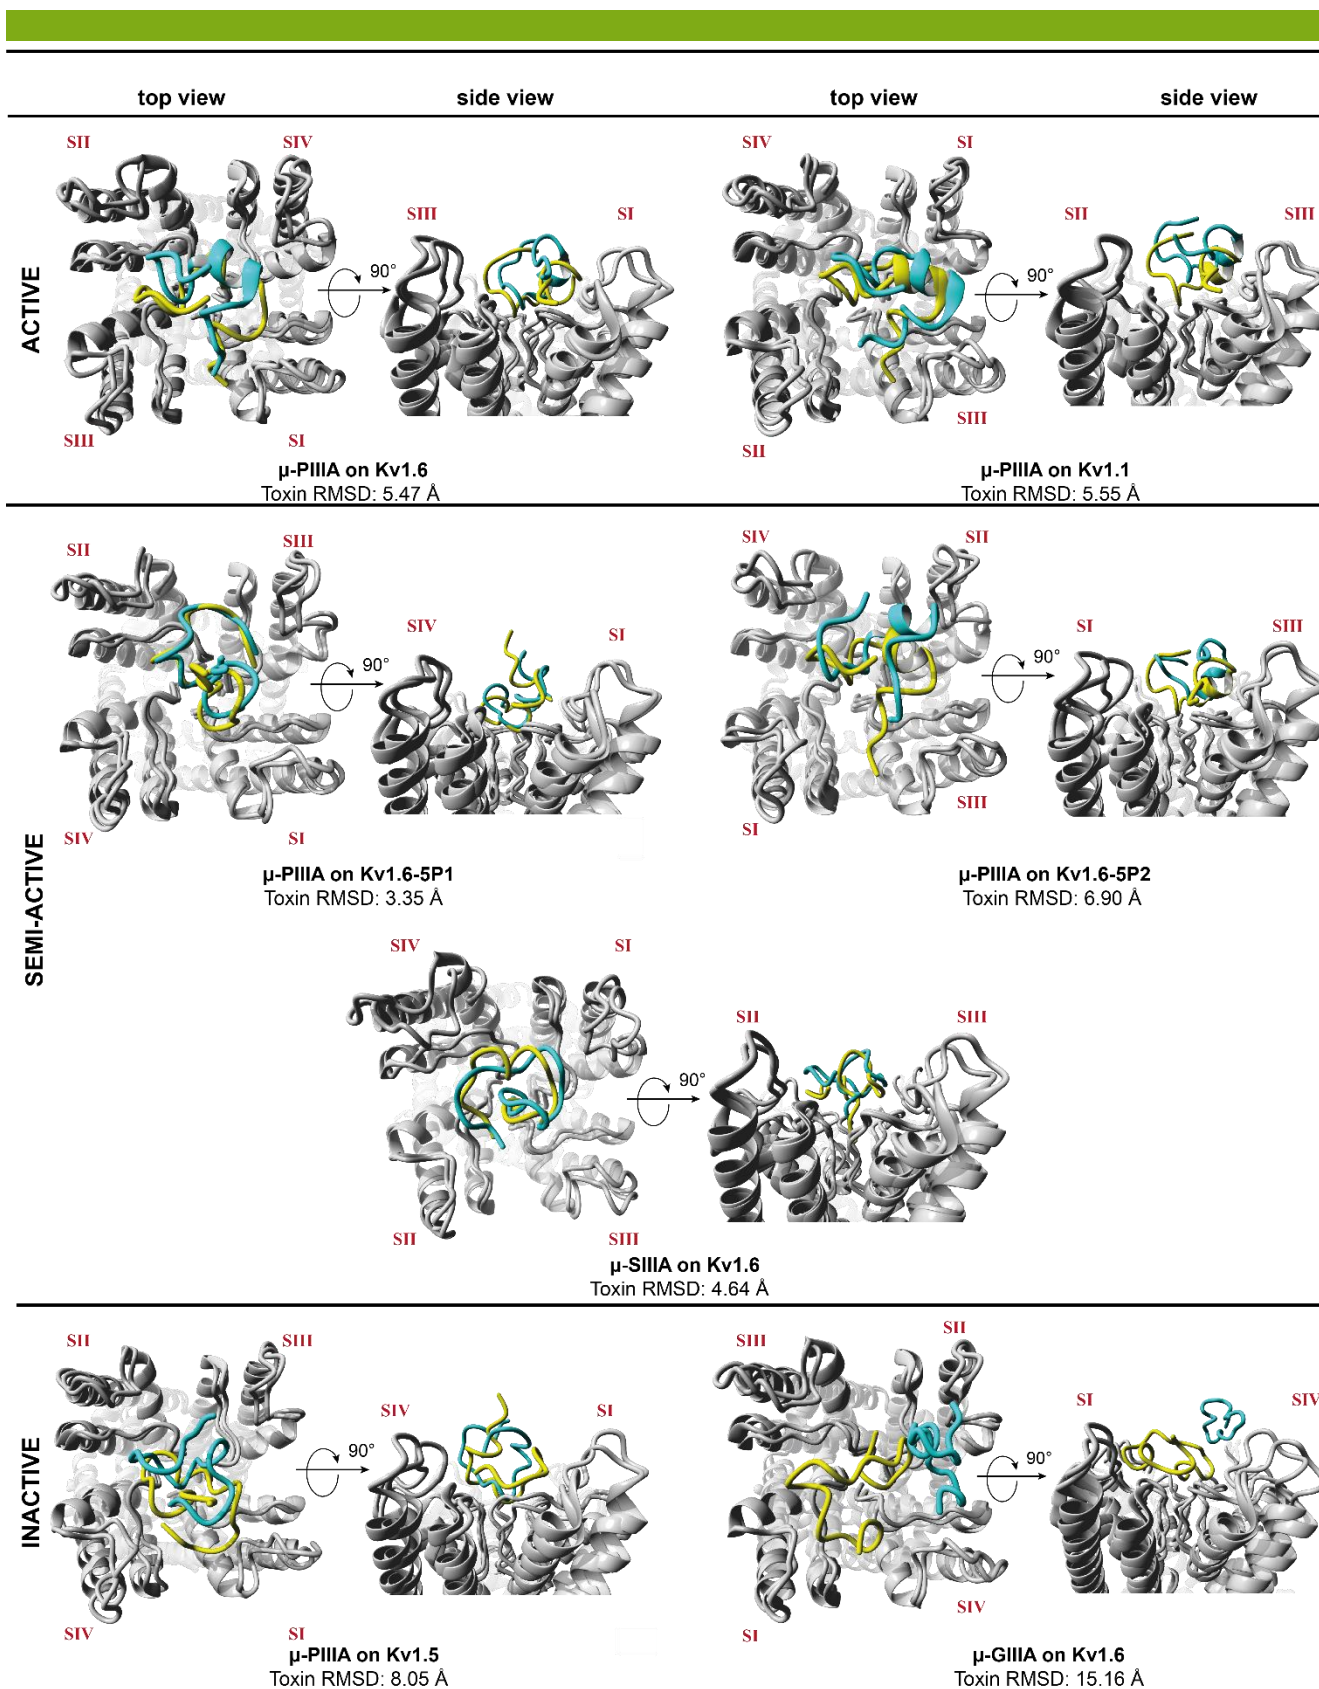 top view
side view
top view
side view
ACTIVE
SII
SIV
SIII
SI
90°
SIII
SI
μ-PIIIA on Kv1.6
Toxin RMSD: 5.47 Å
SIV
SI
SII
SIII
90°
SIII
SII
μ-PIIIA on Kv1.1
Toxin RMSD: 5.55 Å
SEMI-ACTIVE
SII
SIII
SIV
SI
90°
SIV
SI
μ-PIIIA on Kv1.6-5P1
Toxin RMSD: 3.35 Å
SIV
SII
SI
SIII
90°
SIII
SI
μ-PIIIA on Kv1.6-5P2
Toxin RMSD: 6.90 Å
SIV
SI
SII
SIII
90°
SII
SIII
μ-SIIIA on Kv1.6
Toxin RMSD: 4.64 Å
INACTIVE
SII
SIII
SIV
SI
90°
SIV
SI
μ-PIIIA on Kv1.5
Toxin RMSD: 8.05 Å
SIII
SII
SI
SIV
90°
SIV
SI
μ-GIIIA on Kv1.6
Toxin RMSD: 15.16 Å